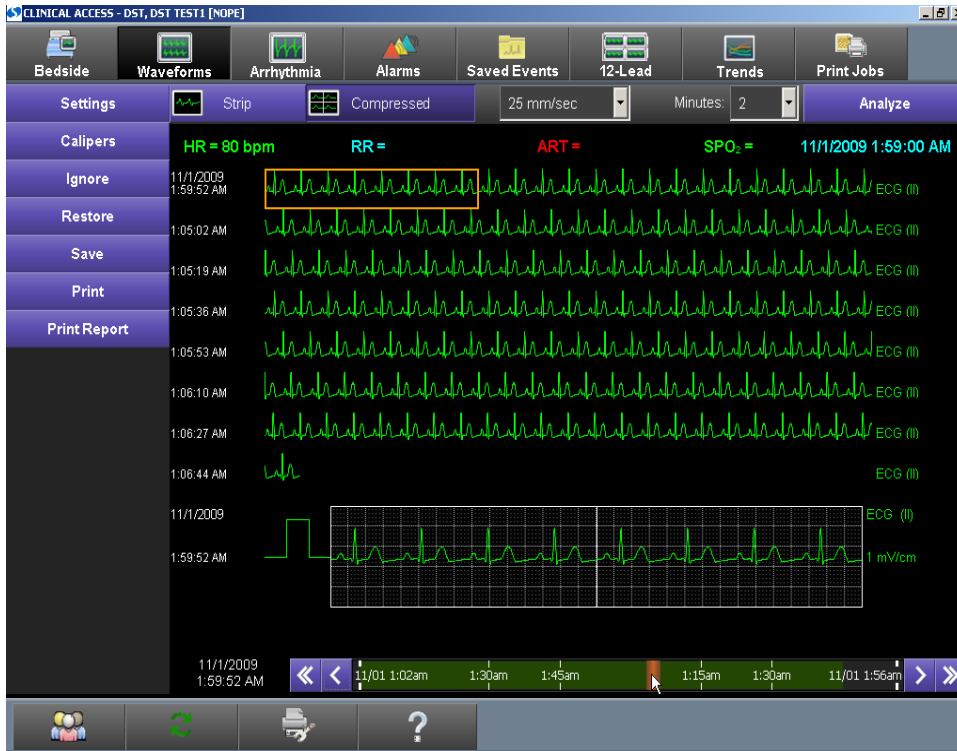 CLINICAL ACCESS - DST, DST TEST1 [NOPE]
Bedside Waveforms Arrhythmia Alarms Saved Events 12-Lead Trends Print Jobs
Settings Strip Compressed 25 mm/sec Minutes: 2 Analyze
Calipers
HR = 80 bpm RR = ART = SPO₂ = 11/1/2009 1:59:00 AM
Ignore
Restore
Save
Print
Print Report
11/1/2009
1:59:52 AM ECG (II)
1:05:02 AM ECG (II)
1:05:19 AM ECG (II)
1:05:36 AM ECG (II)
1:05:53 AM ECG (II)
1:06:10 AM ECG (II)
1:06:27 AM ECG (II)
1:06:44 AM ECG (II)
11/1/2009 ECG (II)
1:59:52 AM 1 mV/cm
11/1/2009
1:59:52 AM 11/01 1:02am 1:30am 1:45am 1:15am 1:30am 11/01 1:56am
?